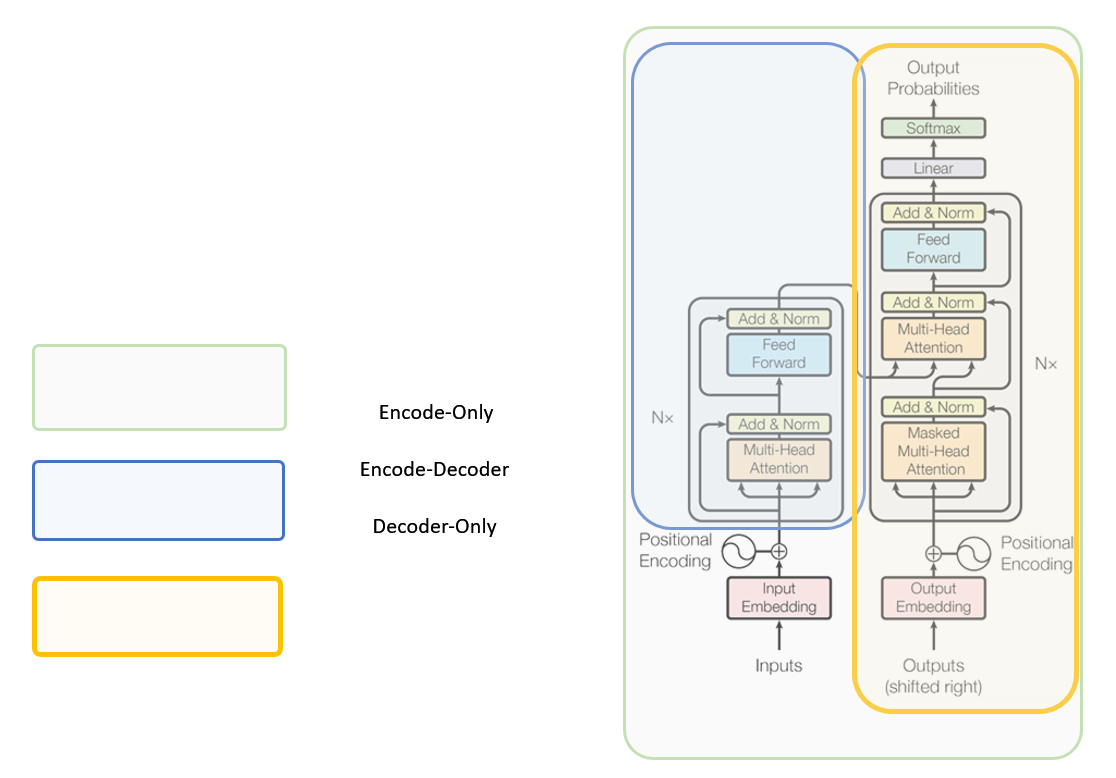 Encode-Only
Encode-Decoder
Decoder-Only
Output
Probabilities
Softmax
Linear
Add & Norm
Feed
Forward
Add & Norm
Multi-Head
Attention
Nx
Add & Norm
Masked
Multi-Head
Attention
Add & Norm
Feed
Forward
Nx
Add & Norm
Multi-Head
Attention
Positional
Encoding
Positional
Encoding
Input
Embedding
Output
Embedding
Inputs
Outputs
(shifted right)